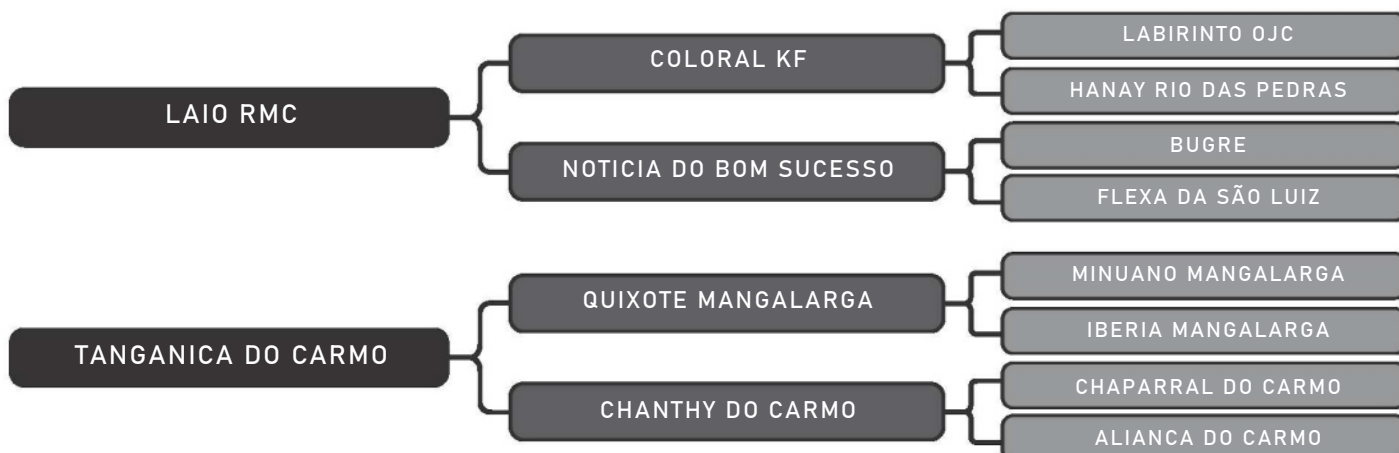 LAIO RMC
COLORAL KF
LABIRINTO OJC
HANAY RIO DAS PEDRAS
NOTICIA DO BOM SUCESSO
BUGRE
FLEXA DA SÃO LUIZ
TANGANICA DO CARMO
QUIXOTE MANGALARGA
MINUANO MANGALARGA
IBERIA MANGALARGA
CHANTHY DO CARMO
CHAPARRAL DO CARMO
ALIANCA DO CARMO